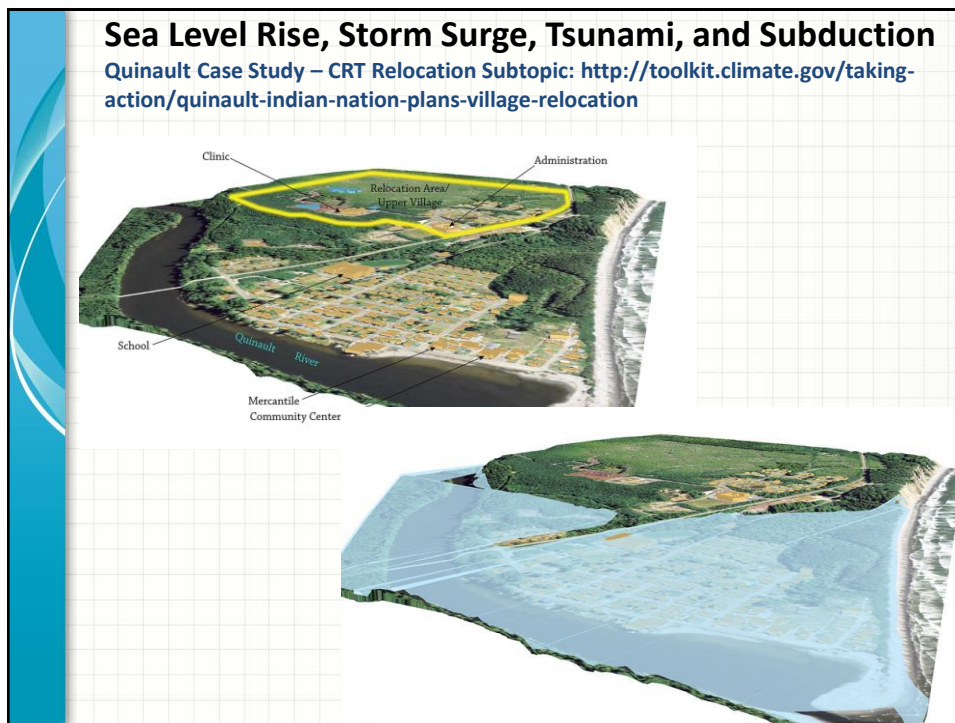 Sea Level Rise, Storm Surge, Tsunami, and Subduction
Quinault Case Study – CRT Relocation Subtopic: http://toolkit.climate.gov/taking-
action/quinault-indian-nation-plans-village-relocation
Clinic
Administration
Relocation Area/
Upper Village
School
Quinault River
Mercantile
Community Center